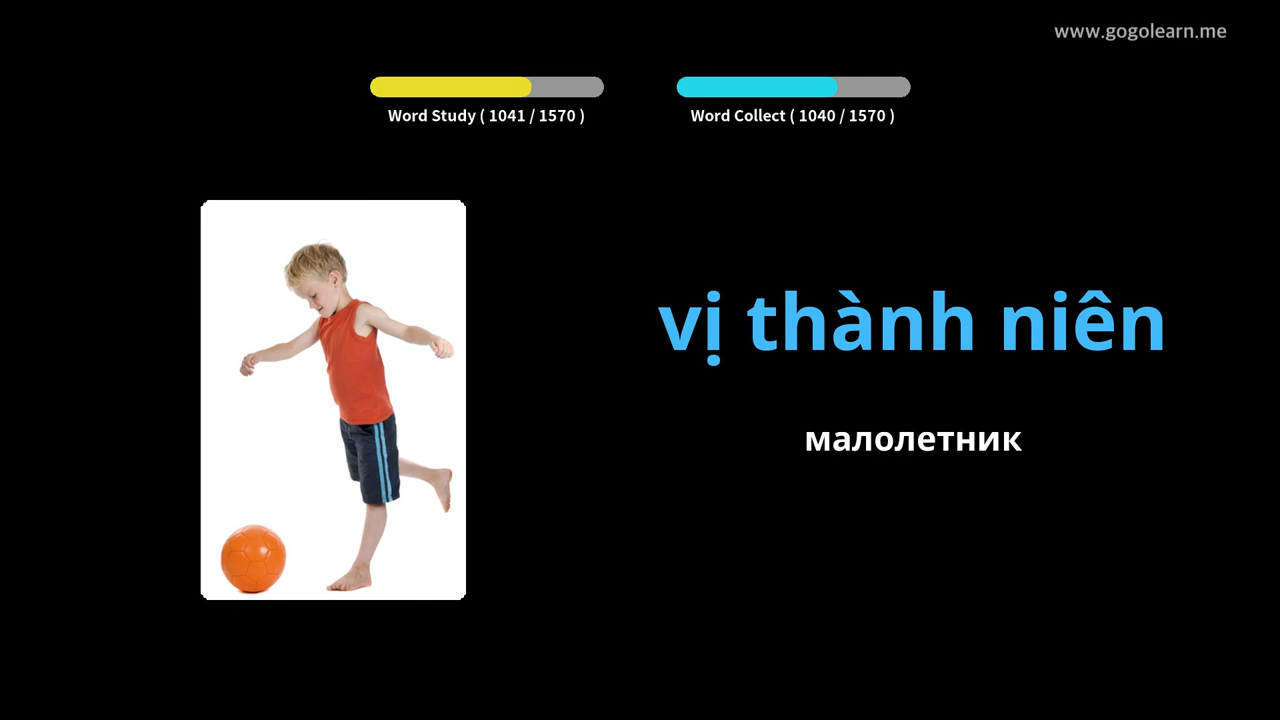 www.gogolearn.me
Word Study ( 1041 / 1570 )
Word Collect ( 1040 / 1570 )
vị thành niên
малолетник